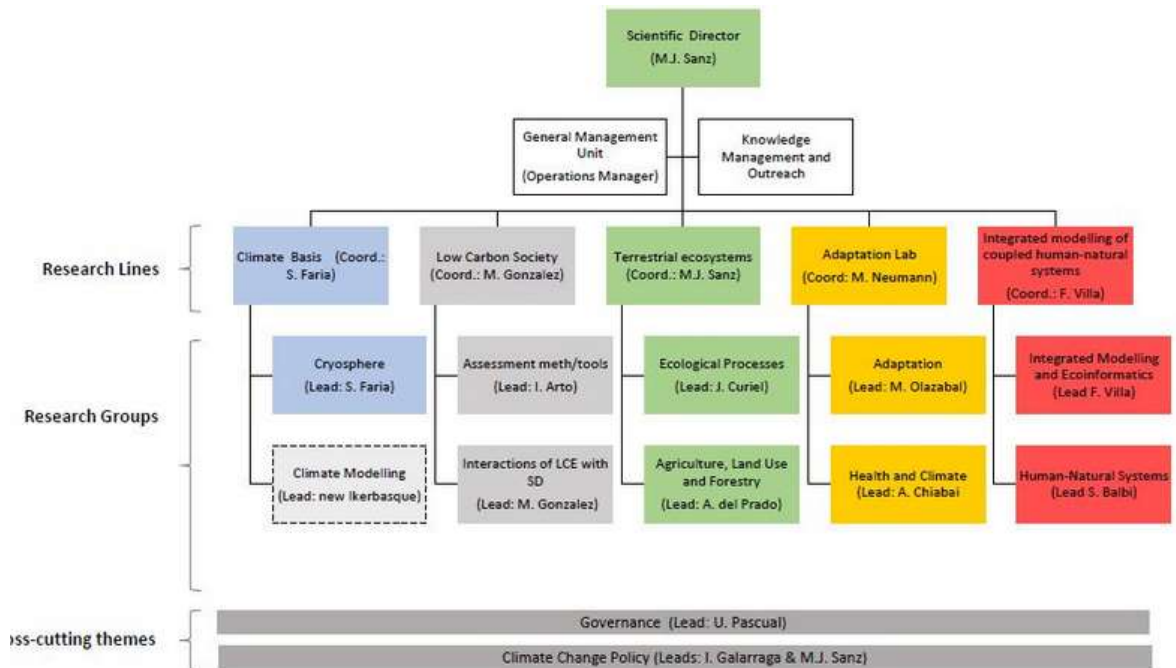 Scientific Director
(M.J. Sanz)
General Management
Unit
(Operations Manager)
Knowledge
Management and
Outreach
Research Lines
Climate Basis (Coord.:
S. Faria)
Low Carbon Society
(Coord.: M. Gonzalez)
Terrestrial ecosystems
(Coord.: M.J. Sanz)
Adaptation Lab
(Coord: M. Neumann)
Integrated modelling of
coupled human-natural
systems
(Coord.: F. Villa)
Research Groups
Cryosphere
(Lead: S. Faria)
Assessment meth/tools
(Lead: I. Arto)
Ecological Processes
(Lead: J. Curiel)
Adaptation
(Lead: M. Olazabal)
Integrated Modelling
and Ecoinformatics
(Lead F. Villa)
Climate Modelling
(Lead: new Ikerbasque)
Interactions of LCE with
SD
(Lead: M. Gonzalez)
Agriculture, Land Use
and Forestry
(Lead: A. del Prado)
Health and Climate
(Lead: A. Chiabai
Human-Natural Systems
(Lead S. Balbi)
oss-cutting themes
Governance (Lead: U. Pascual)
Climate Change Policy (Leads: I. Galarraga & M.J. Sanz)